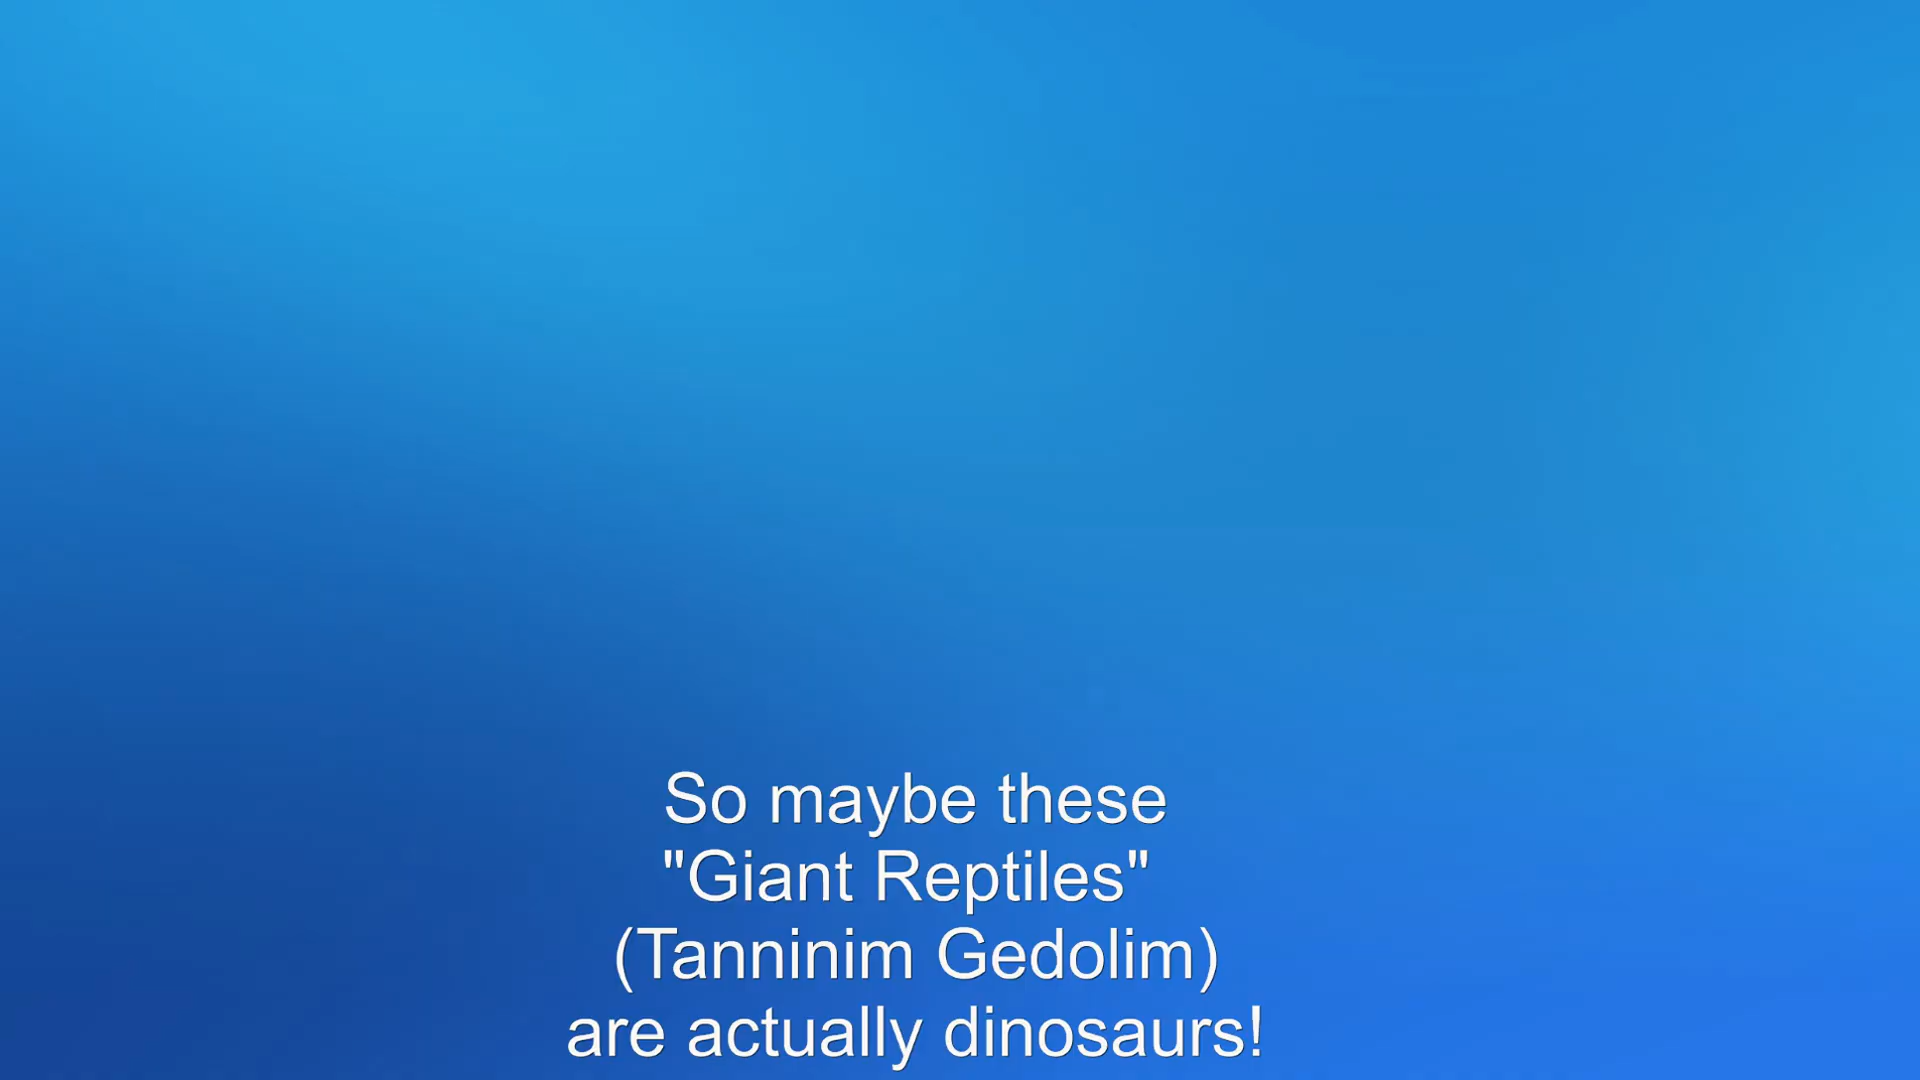 So maybe these
"Giant Reptiles"
(Tanninim Gedolim)
are actually dinosaurs!